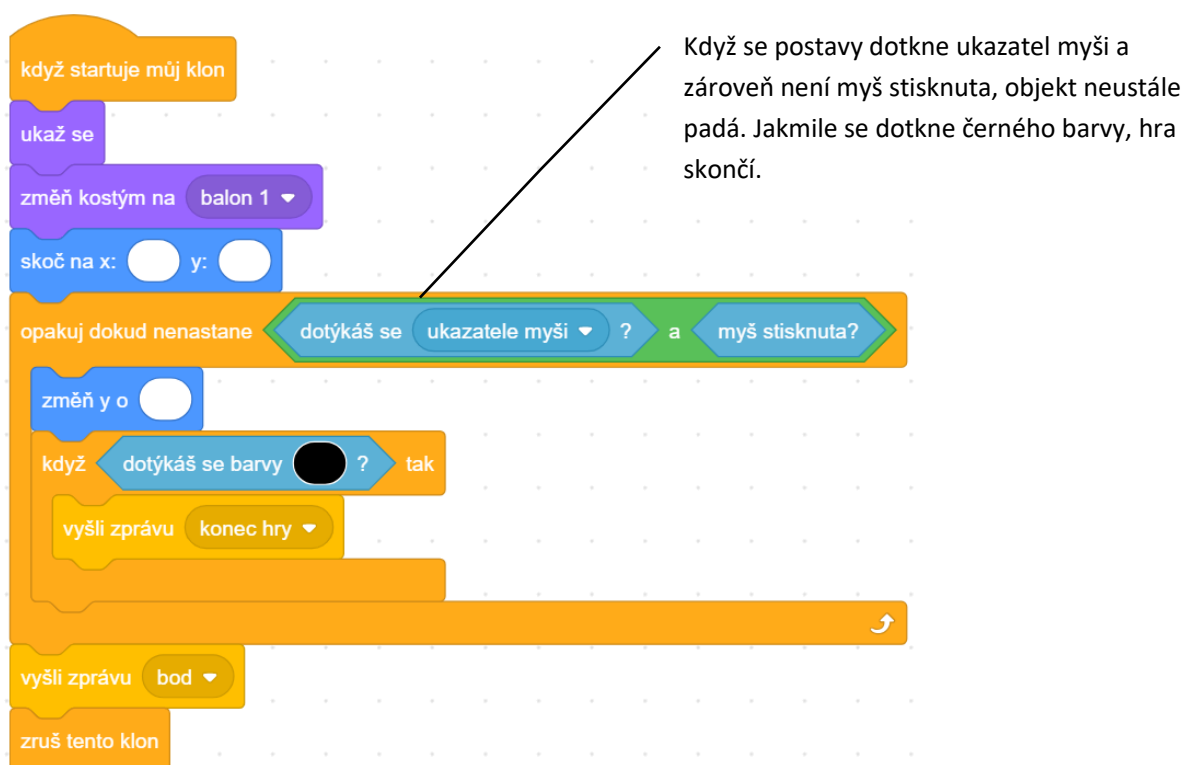 když startuje můj klon
ukaž se
změň kostým na balon 1
skoč na x: y:
opakuj dokud nenastane dotýkáš se ukazatele myši ? a myš stisknuta?
změň y o
když dotýkáš se barvy ? tak
vyšli zprávu konec hry
vyšli zprávu bod
zruš tento klon
Když se postavy dotkne ukazatel myši a
zároveň není myš stisknuta, objekt neustále
padá. Jakmile se dotkne černého barvy, hra
skončí.